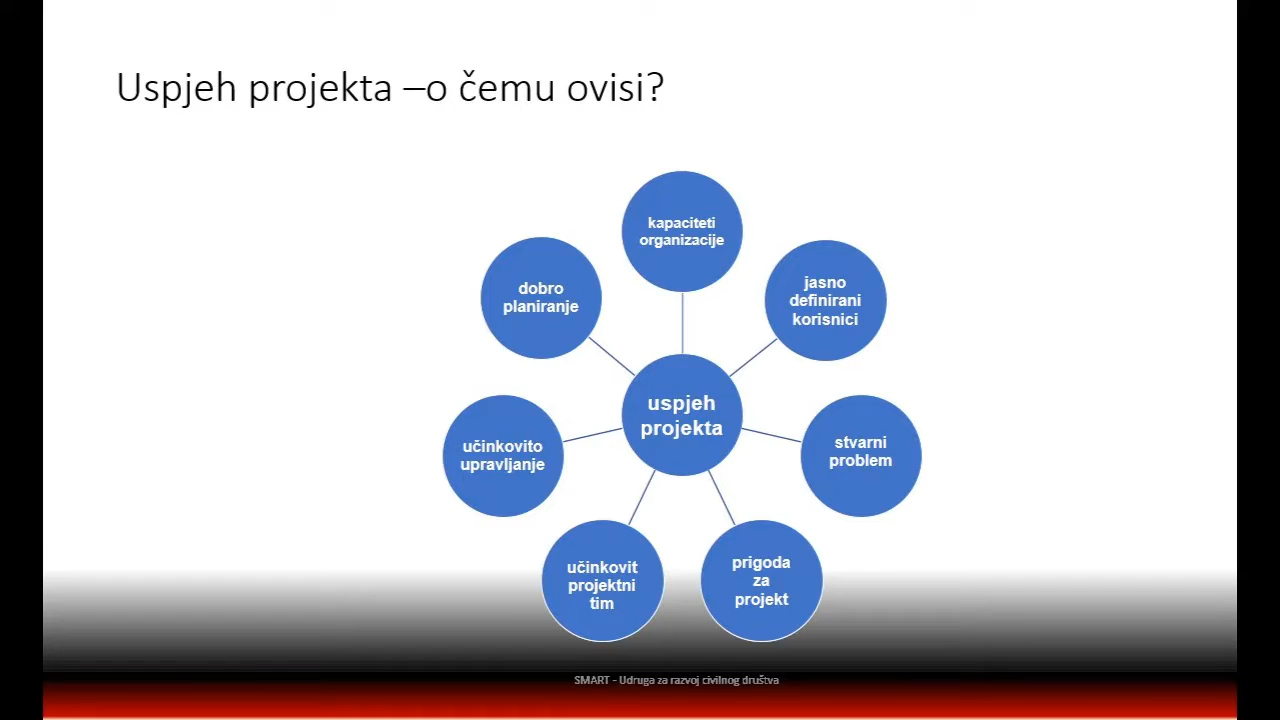 Uspjeh projekta –o čemu ovisi?
kapaciteti
organizacije
jasno
definirani
korisnici
stvarni
problem
prigoda
za
projekt
učinkovit
projektni
tim
učinkovito
upravljanje
dobro
planiranje
uspjeh
projekta
SMART - Udruga za razvoj civilnog društva